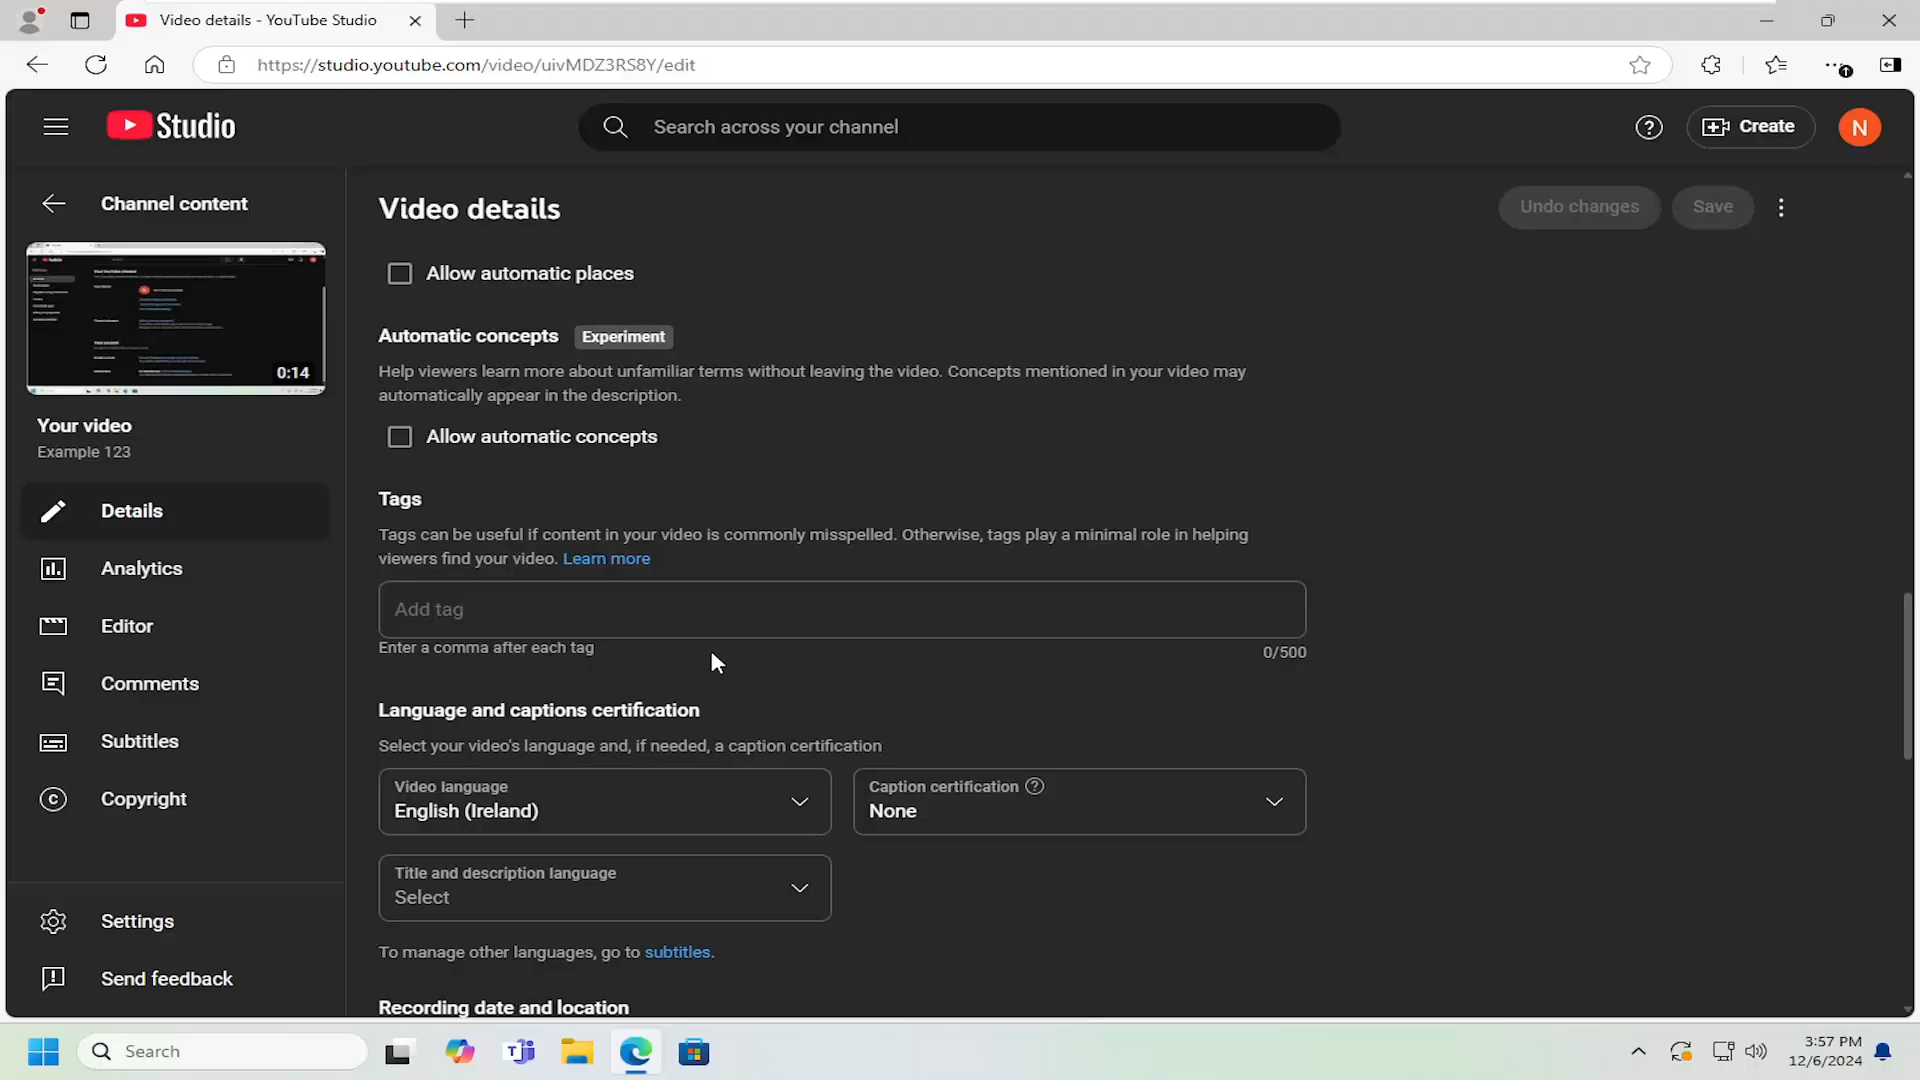 Video details - YouTube Studio
https://studio.youtube.com/video/uivMDZ3RS8Y/edit
Studio
Search across your channel
Create
N
Channel content
Video details
Undo changes
Save
Allow automatic places
0:14
Automatic concepts Experiment
Help viewers learn more about unfamiliar terms without leaving the video. Concepts mentioned in your video may
automatically appear in the description.
Allow automatic concepts
Your video
Example 123
Details
Analytics
Editor
Comments
Subtitles
Copyright
Settings
Send feedback
Tags
Tags can be useful if content in your video is commonly misspelled. Otherwise, tags play a minimal role in helping
viewers find your video. Learn more
Add tag
Enter a comma after each tag
0/500
Language and captions certification
Select your video's language and, if needed, a caption certification
Video language
English (Ireland)
Caption certification
None
Title and description language
Select
To manage other languages, go to subtitles.
Recording date and location
Search
3:57 PM
12/6/2024